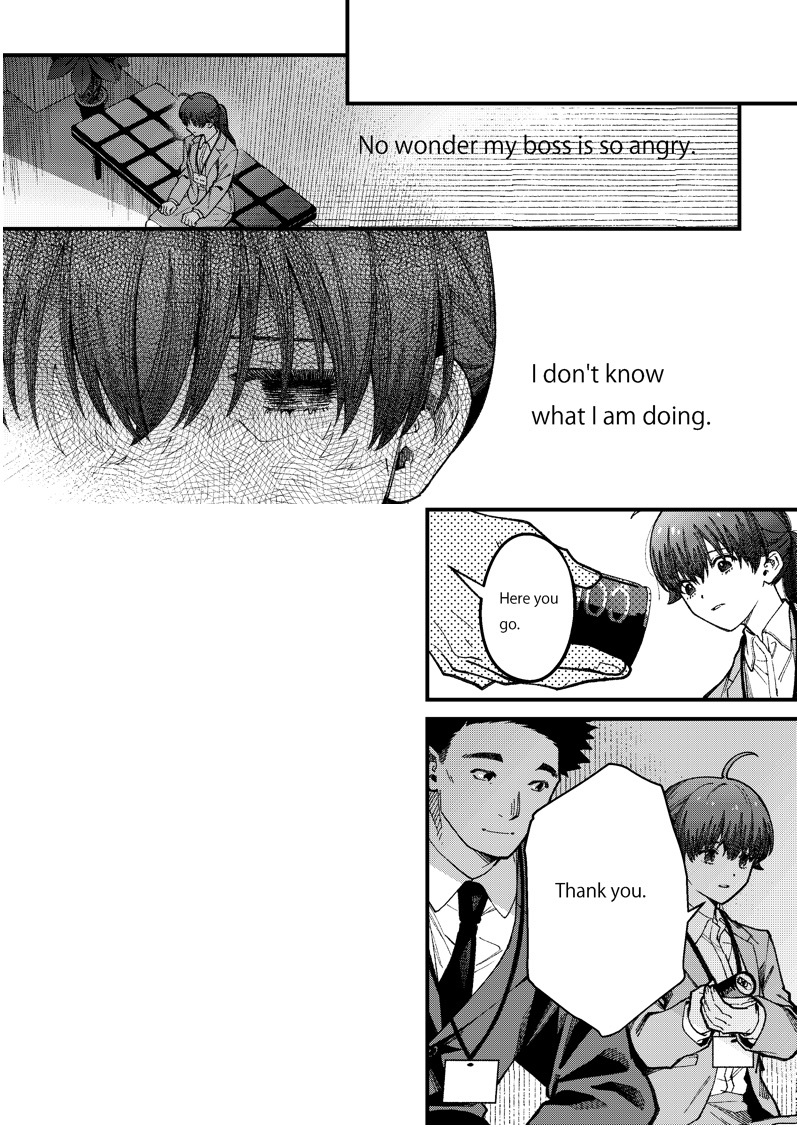 No wonder my boss is so angry.
I don't know
what I am doing.
Here you
go.
Thank you.